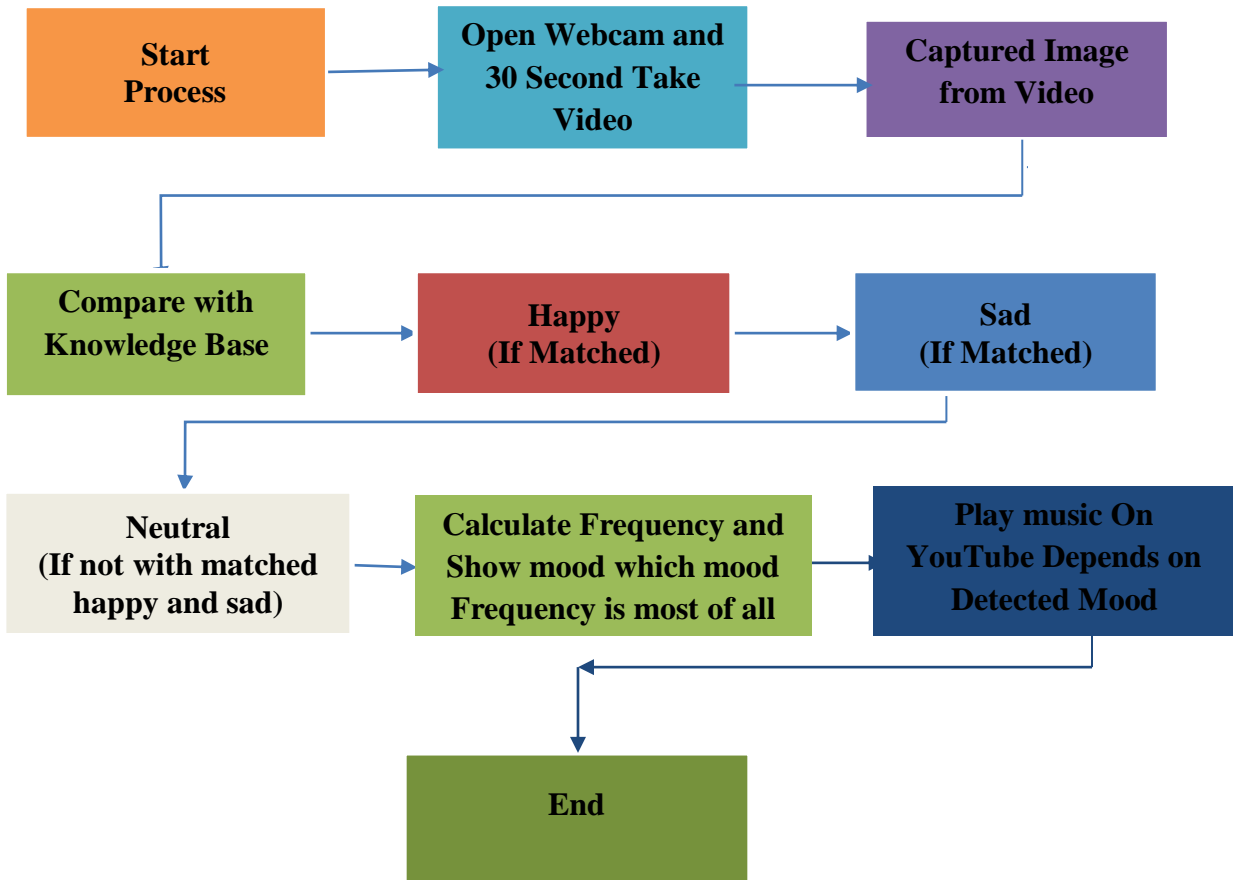 Start
Process
Open Webcam and
30 Second Take
Video
Captured Image
from Video
Compare with
Knowledge Base
Happy
(If Matched)
Sad
(If Matched)
Neutral
(If not with matched
happy and sad)
Calculate Frequency and
Show mood which mood
Frequency is most of all
Play music On
YouTube Depends on
Detected Mood
End